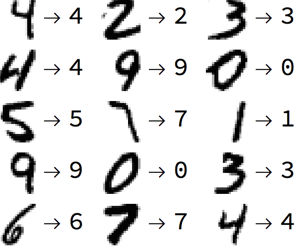 4 → 4 2 → 2 3 → 3
4 → 4 9 → 9 0 → 0
5 → 5 7 → 7 1 → 1
9 → 9 0 → 0 3 → 3
6 → 6 7 → 7 4 → 4